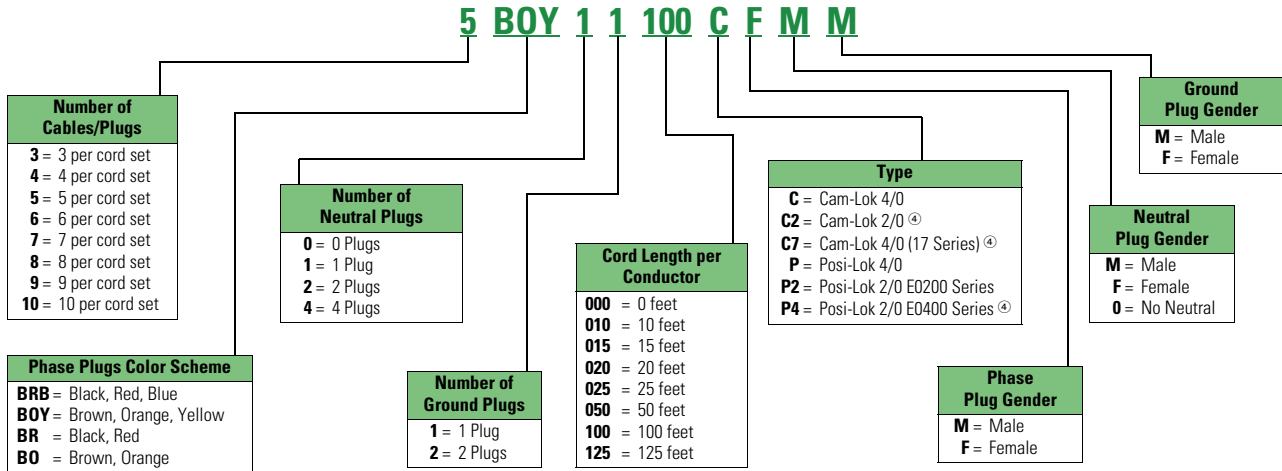 5 BOY 1 1 100 C F M M
Number of
Cables/Plugs
3 = 3 per cord set
4 = 4 per cord set
5 = 5 per cord set
6 = 6 per cord set
7 = 7 per cord set
8 = 8 per cord set
9 = 9 per cord set
10 = 10 per cord set
Phase Plugs Color Scheme
BRB = Black, Red, Blue
BOY = Brown, Orange, Yellow
BR = Black, Red
BO = Brown, Orange
Number of
Neutral Plugs
0 = 0 Plugs
1 = 1 Plug
2 = 2 Plugs
4 = 4 Plugs
Number of
Ground Plugs
1 = 1 Plug
2 = 2 Plugs
Cord Length per
Conductor
000 = 0 feet
010 = 10 feet
015 = 15 feet
020 = 20 feet
025 = 25 feet
050 = 50 feet
100 = 100 feet
125 = 125 feet
Type
C = Cam-Lok 4/0
C2 = Cam-Lok 2/0 ④
C7 = Cam-Lok 4/0 (17 Series) ④
P = Posi-Lok 4/0
P2 = Posi-Lok 2/0 E0200 Series
P4 = Posi-Lok 2/0 E0400 Series ④
Phase
Plug Gender
M = Male
F = Female
Neutral
Plug Gender
M = Male
F = Female
0 = No Neutral
Ground
Plug Gender
M = Male
F = Female